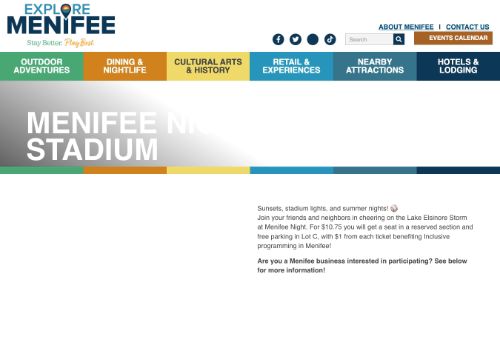 EXPLORE
MENIFEE
Stay Better. Play Best.
ABOUT MENIFEE | CONTACT US
Search
EVENTS CALENDAR
OUTDOOR ADVENTURES
DINING & NIGHTLIFE
CULTURAL ARTS & HISTORY
RETAIL & EXPERIENCES
NEARBY ATTRACTIONS
HOTELS & LODGING
MENIFEE NIG
STADIUM
Sunsets, stadium lights, and summer nights!
Join your friends and neighbors in cheering on the Lake Elsinore Storm
at Menifee Night. For $10.75 you will get a seat in a reserved section and
free parking in Lot C, with $1 from each ticket benefiting Inclusive
programming in Menifee!
Are you a Menifee business interested in participating? See below
for more information!